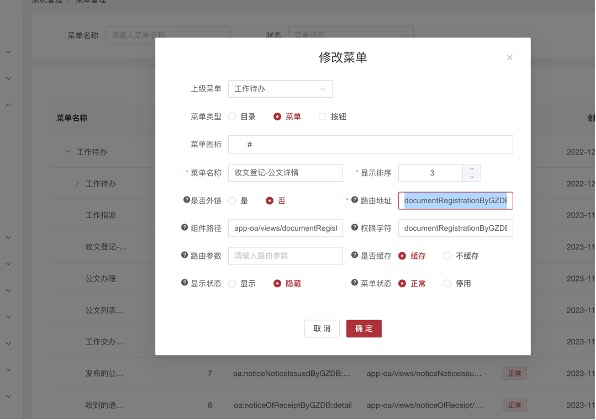 系统管理 / 菜单管理
菜单名称 请输入菜单名称 状态 菜单状态
修改菜单
上级菜单 工作待办
菜单类型 目录 菜单 按钮
菜单图标 #
* 菜单名称 收文登记-公文详情 * 显示排序 3
是否外链 是 否 * 路由地址 documentRegistrationByGZDB
组件路径 app-oa/views/documentRegist 权限字符 documentRegistrationByGZDB
路由参数 请输入路由参数 是否缓存 缓存 不缓存
显示状态 显示 隐藏 菜单状态 正常 停用
取 消 确 定
菜单名称 创
工作待办 2022-12
工作待办 2022-12
工作指派 2023-11
收文登记-... 2023-11
公文办理 2023-11
公文列表... 2023-11
工作交办... 2023-11
发布的公... 7 oa:noticeNoticeIssuedByGZDB:... app-oa/views/noticeNoticeIssu... 正常 2023-11
收到的通... 8 oa:noticeOfReceiptByGZDB:detail app-oa/views/noticeOfReceipt/... 正常 2023-11